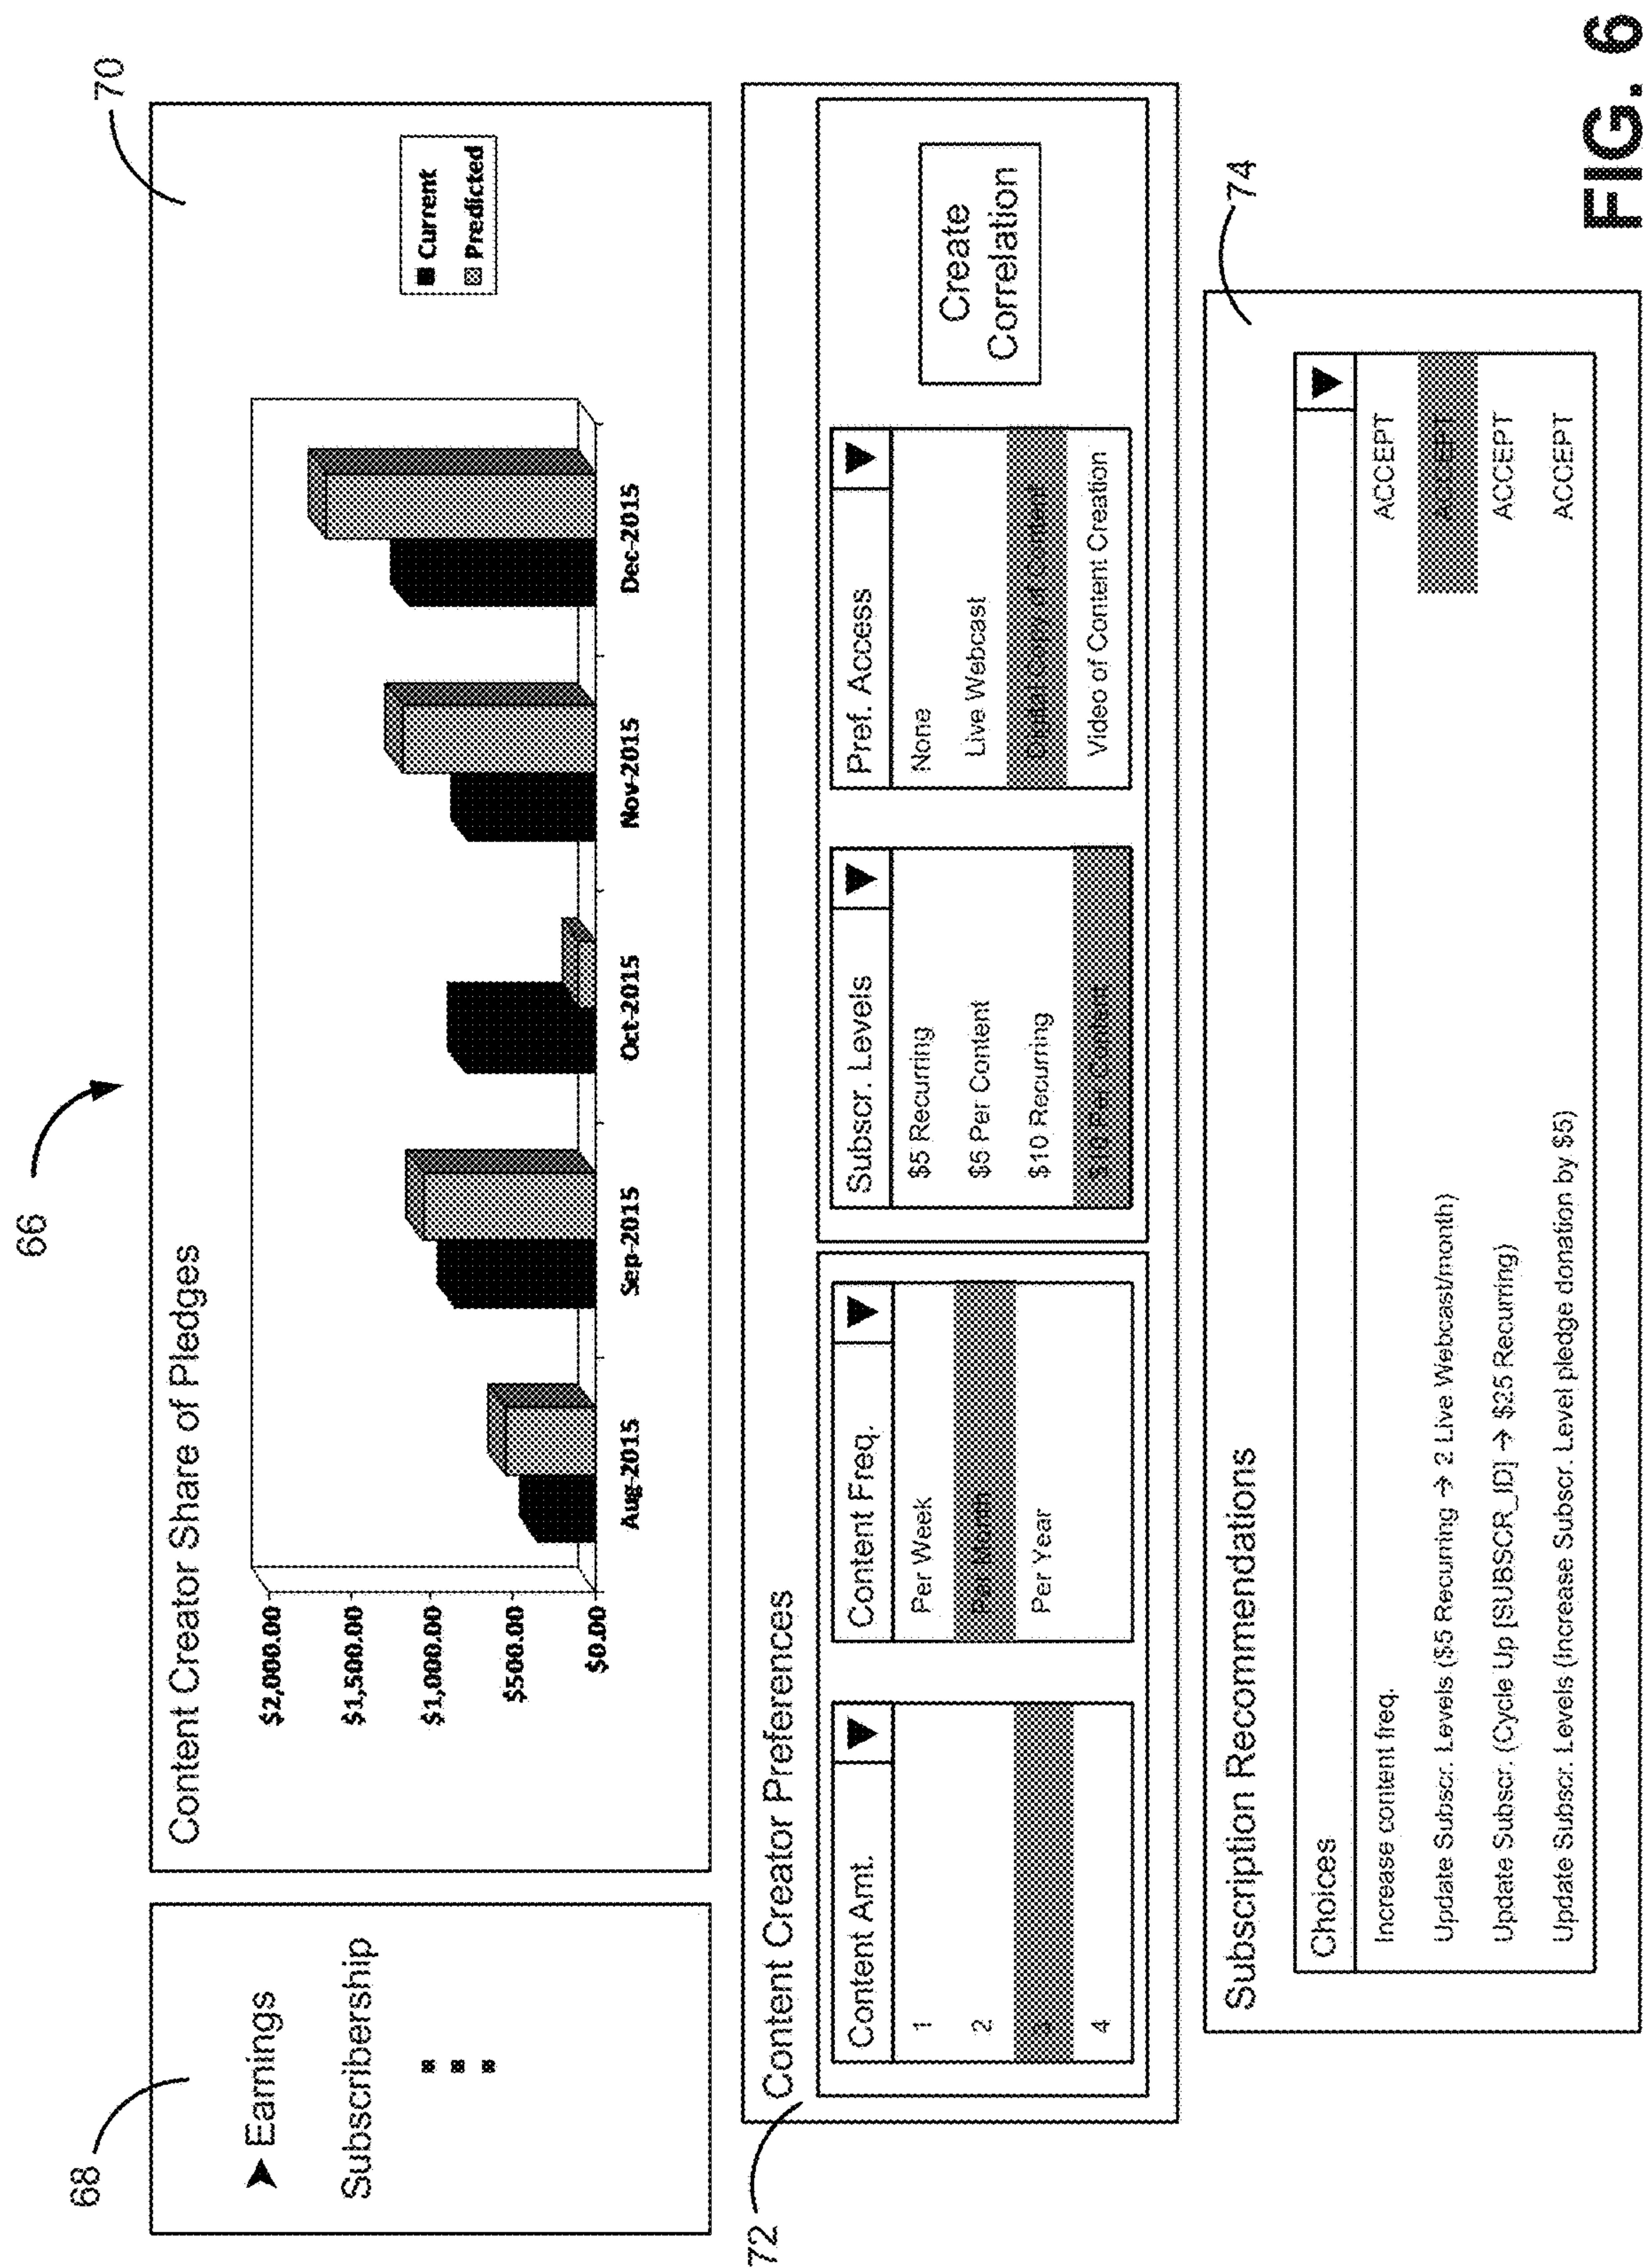 66
68
➤ Earnings
Subscribership
70
Content Creator Share of Pledges
$2,000.00
$1,500.00
$1,000.00
$500.00
$0.00
Aug-2015
Sep-2015
Oct-2015
Nov-2015
Dec-2015
Current
Predicted
72
Content Creator Preferences
Content Amt.
1
2
3
4
Content Freq.
Per Week
Per Month
Per Year
Subscr. Levels
$5 Recurring
$5 Per Content
$10 Recurring
$10 Per Content
Pref. Access
None
Live Webcast
Digital Copy of Content
Video of Content Creation
Create
Correlation
74
Subscription Recommendations
Choices
Increase content freq. ACCEPT
Update Subscr. Levels ($5 Recurring → 2 Live Webcast/month) ACCEPT
Update Subscr. (Cycle Up [SUBSCR_ID] → $25 Recurring) ACCEPT
Update Subscr. Levels (Increase Subscr. Level pledge donation by $5) ACCEPT
FIG. 6